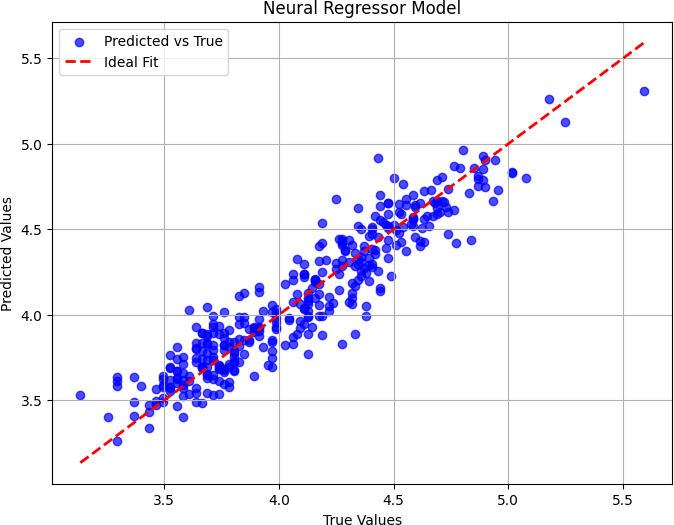 Neural Regressor Model
Predicted vs True
Ideal Fit
Predicted Values
5.5
5.0
4.5
4.0
3.5
3.5 4.0 4.5 5.0 5.5
True Values